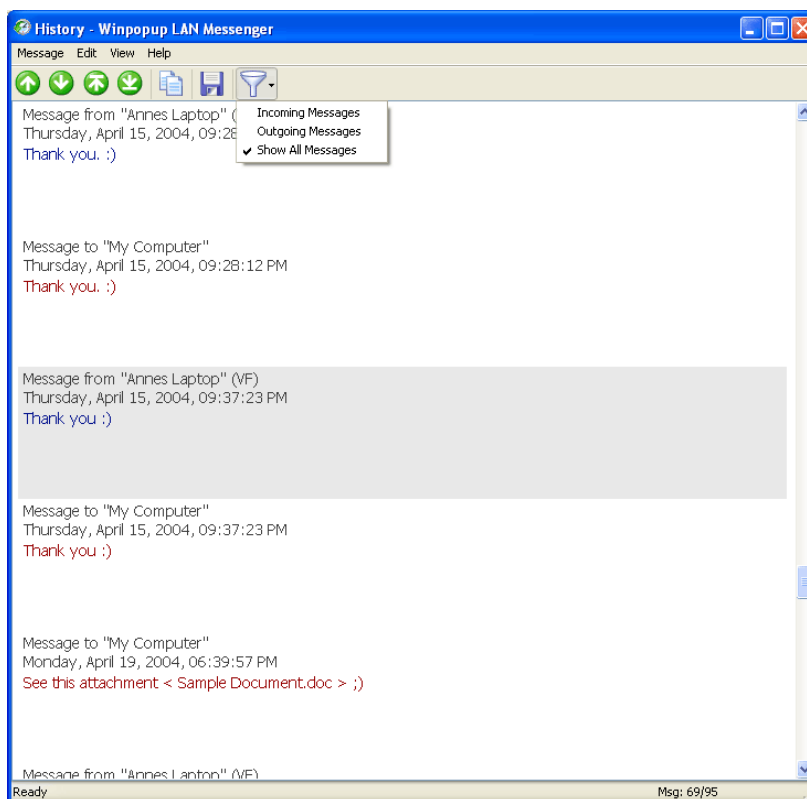 History - Winpopup LAN Messenger
Message Edit View Help
Message from "Annes Laptop" (
Thursday, April 15, 2004, 09:28
Thank you. :)
Incoming Messages
Outgoing Messages
Show All Messages
Message to "My Computer"
Thursday, April 15, 2004, 09:28:12 PM
Thank you. :)
Message from "Annes Laptop" (VF)
Thursday, April 15, 2004, 09:37:23 PM
Thank you :)
Message to "My Computer"
Thursday, April 15, 2004, 09:37:23 PM
Thank you :)
Message to "My Computer"
Monday, April 19, 2004, 06:39:57 PM
See this attachment < Sample Document.doc > ;)
Message from "Annes Laptop" (VF)
Ready
Msg: 69/95